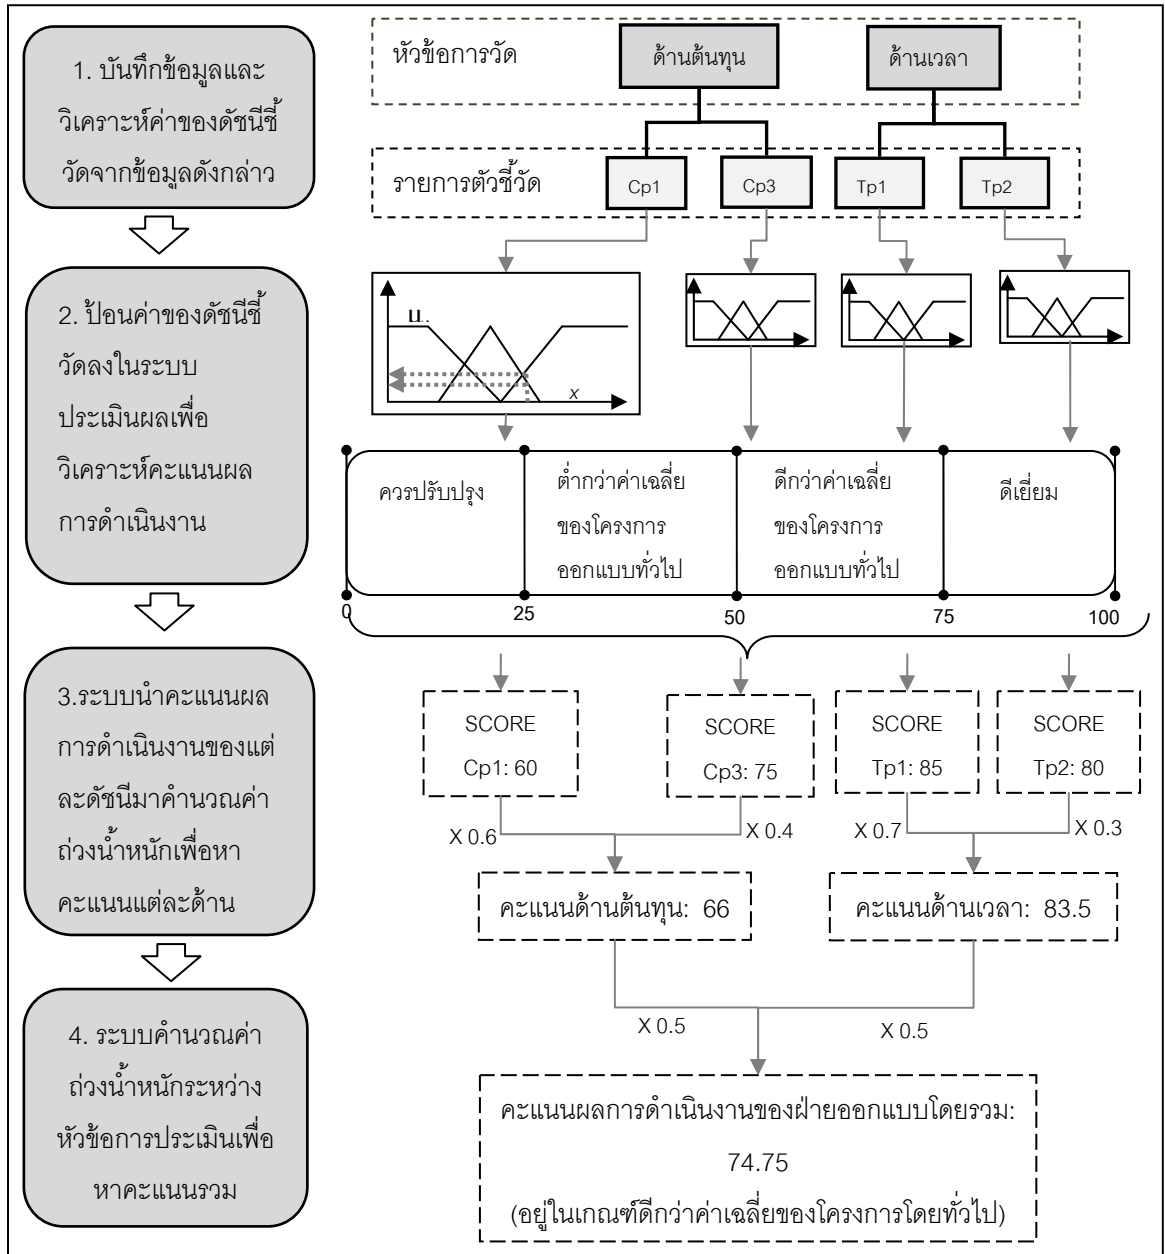 1. บันทึกข้อมูลและ
วิเคราะห์ค่าของดัชนีชี้
วัดจากข้อมูลดังกล่าว
2. ป้อนค่าของดัชนีชี้
วัดลงในระบบ
ประเมินผลเพื่อ
วิเคราะห์คะแนนผล
การดำเนินงาน
3.ระบบนำคะแนนผล
การดำเนินงานของแต่
ละดัชนีมาคำนวณค่า
ถ่วงน้ำหนักเพื่อหา
คะแนนแต่ละด้าน
4. ระบบคำนวณค่า
ถ่วงน้ำหนักระหว่าง
หัวข้อการประเมินเพื่อ
หาคะแนนรวม
หัวข้อการวัด
ด้านต้นทุน
ด้านเวลา
รายการตัวชี้วัด
Cp1
Cp3
Tp1
Tp2
x
ควรปรับปรุง
ต่ำกว่าค่าเฉลี่ย
ของโครงการ
ออกแบบทั่วไป
ดีกว่าค่าเฉลี่ย
ของโครงการ
ออกแบบทั่วไป
ดีเยี่ยม
0
25
50
75
100
SCORE
Cp1: 60
SCORE
Cp3: 75
SCORE
Tp1: 85
SCORE
Tp2: 80
X 0.6
X 0.4
X 0.7
X 0.3
คะแนนด้านต้นทุน: 66
คะแนนด้านเวลา: 83.5
X 0.5
X 0.5
คะแนนผลการดำเนินงานของฝ่ายออกแบบโดยรวม:
74.75
(อยู่ในเกณฑ์ดีกว่าค่าเฉลี่ยของโครงการโดยทั่วไป)